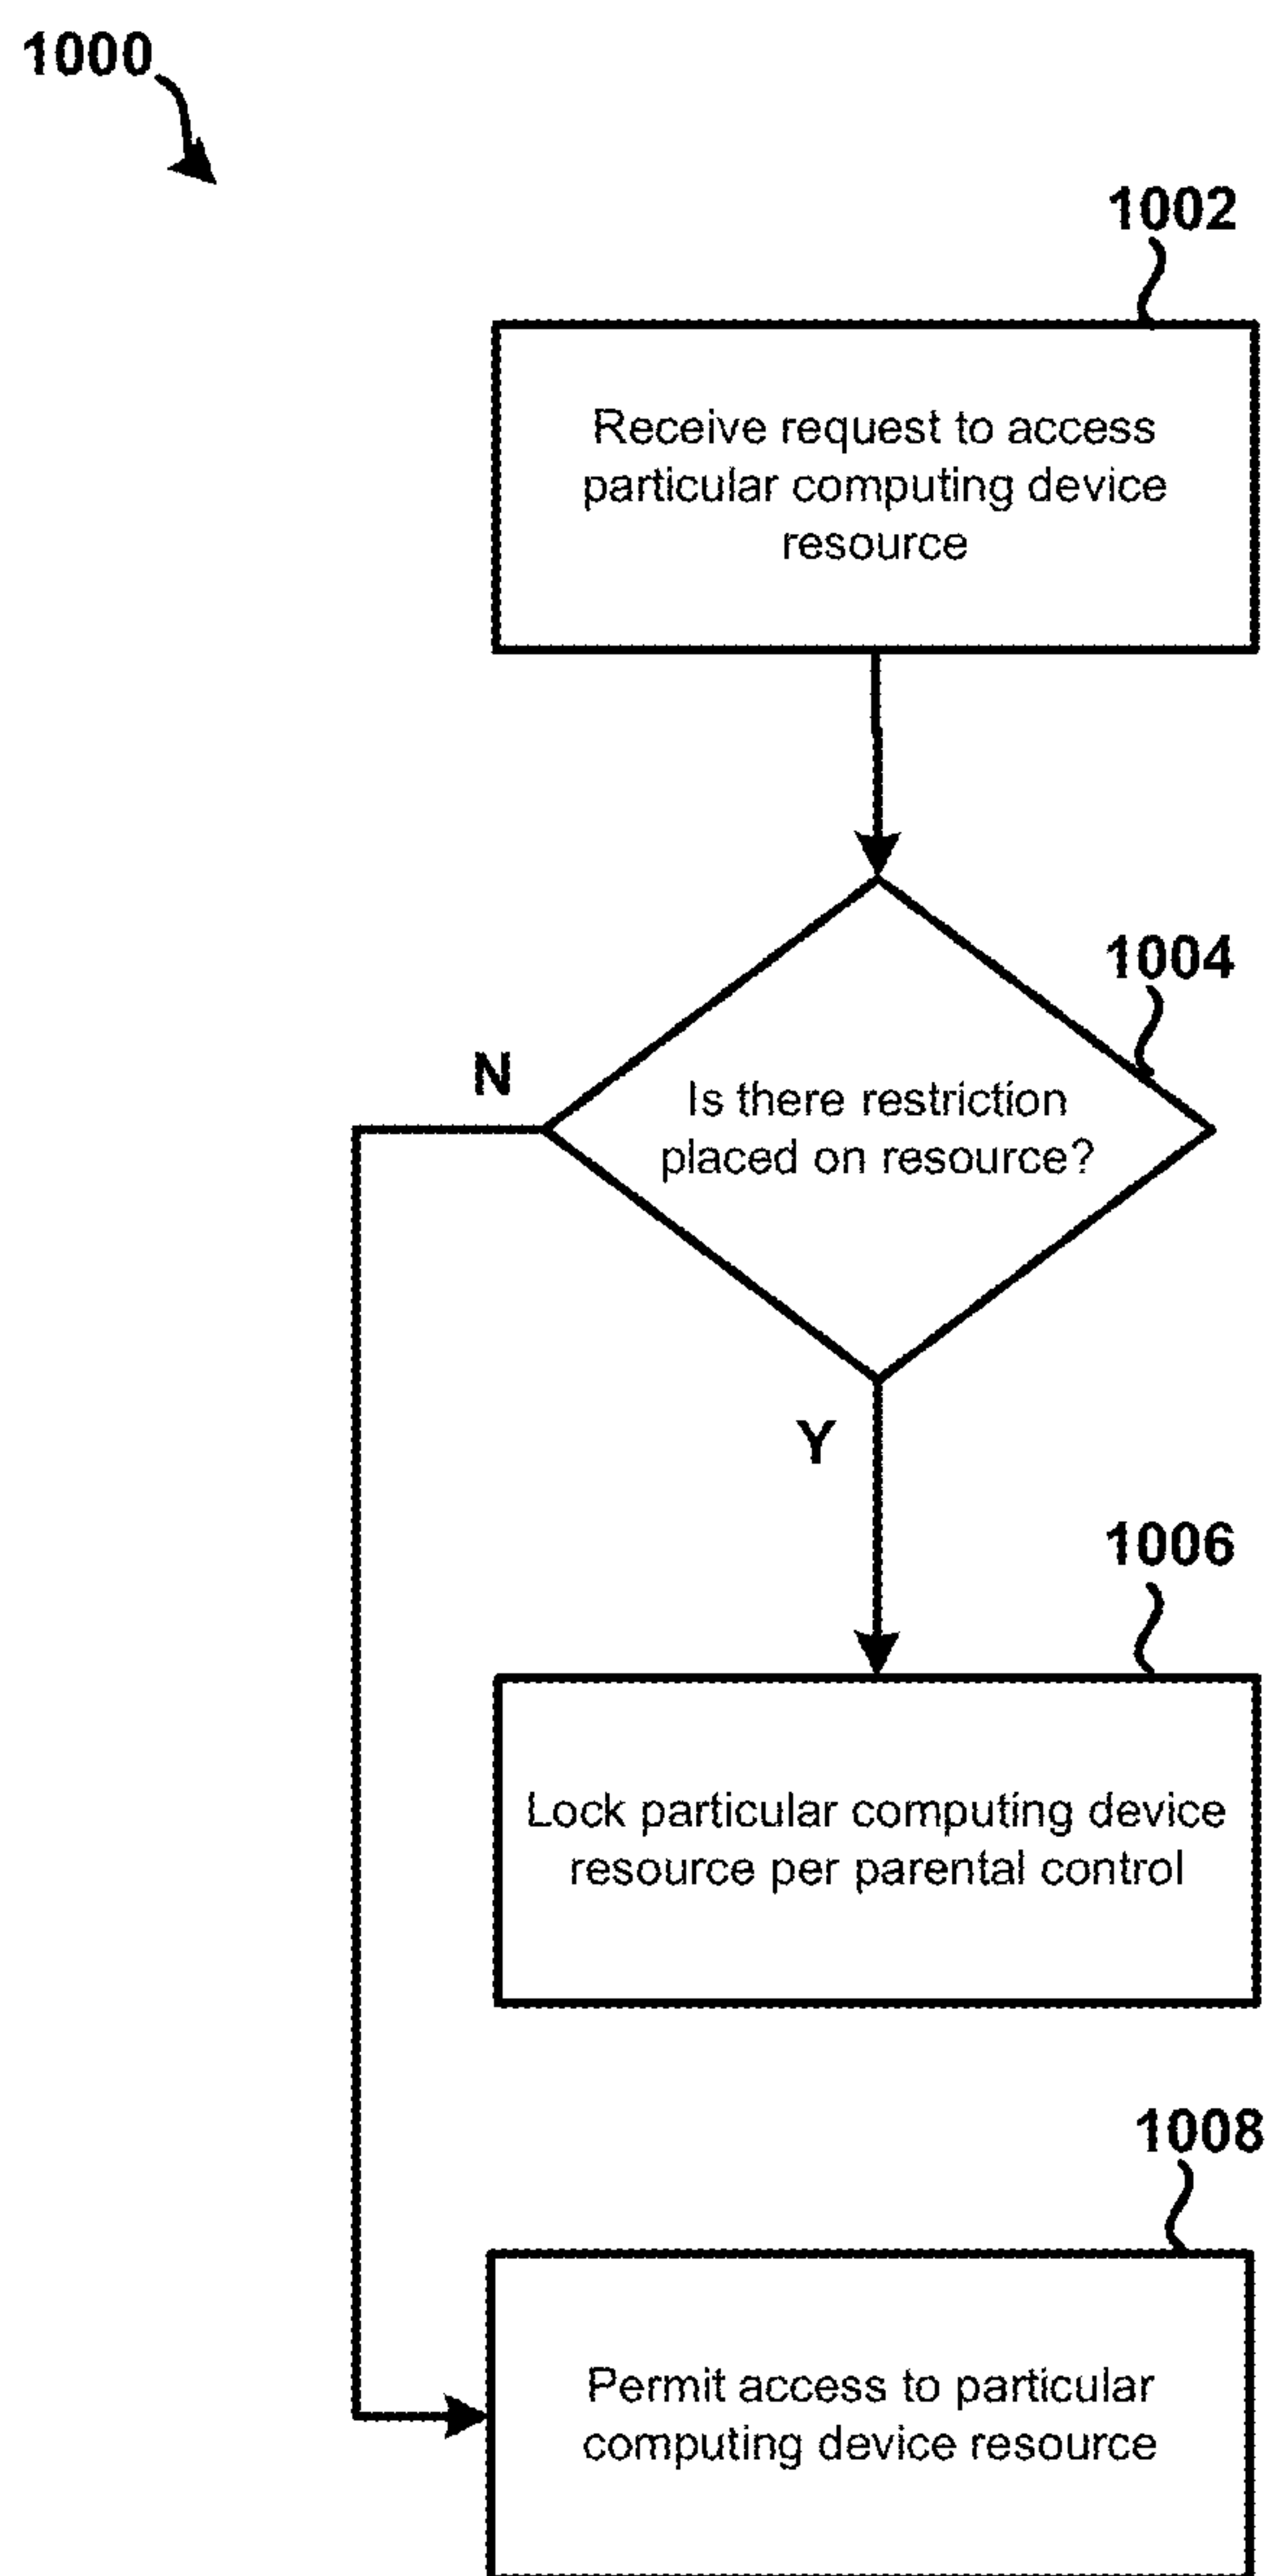 1000
1002
Receive request to access
particular computing device
resource
1004
N
Is there restriction
placed on resource?
Y
1006
Lock particular computing device
resource per parental control
1008
Permit access to particular
computing device resource